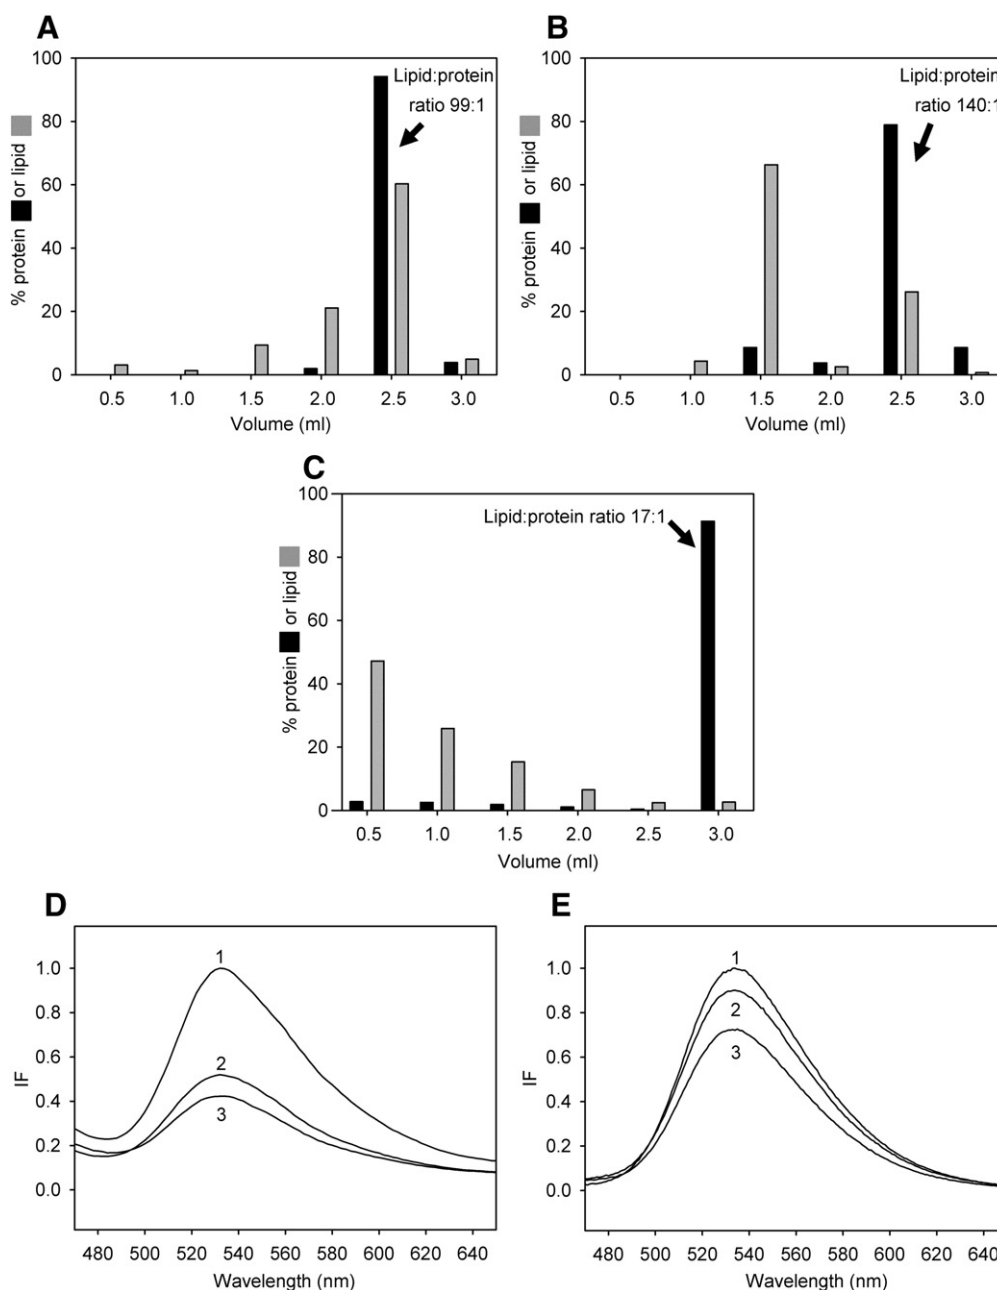 A
100
80
60
40
20
0
% protein or lipid
Lipid:protein
ratio 99:1
0.5 1.0 1.5 2.0 2.5 3.0
Volume (ml)
B
100
80
60
40
20
0
% protein or lipid
Lipid:protein
ratio 140:1
0.5 1.0 1.5 2.0 2.5 3.0
Volume (ml)
C
100
80
60
40
20
0
% protein or lipid
Lipid:protein ratio 17:1
0.5 1.0 1.5 2.0 2.5 3.0
Volume (ml)
D
1.0
0.8
0.6
0.4
0.2
0.0
IF
1
2
3
480 500 520 540 560 580 600 620 640
Wavelength (nm)
E
1.0
0.8
0.6
0.4
0.2
0.0
IF
1
2
3
480 500 520 540 560 580 600 620 640
Wavelength (nm)